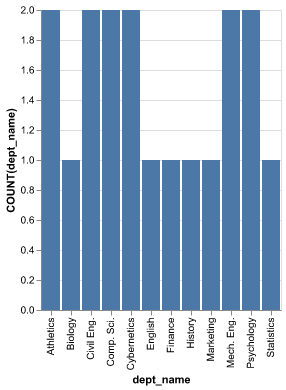 COUNT(dept_name)
2.0
1.8
1.6
1.4
1.2
1.0
0.8
0.6
0.4
0.2
0.0
Athletics
Biology
Civil Eng.
Comp. Sci.
Cybernetics
English
Finance
History
Marketing
Mech. Eng.
Psychology
Statistics
dept_name